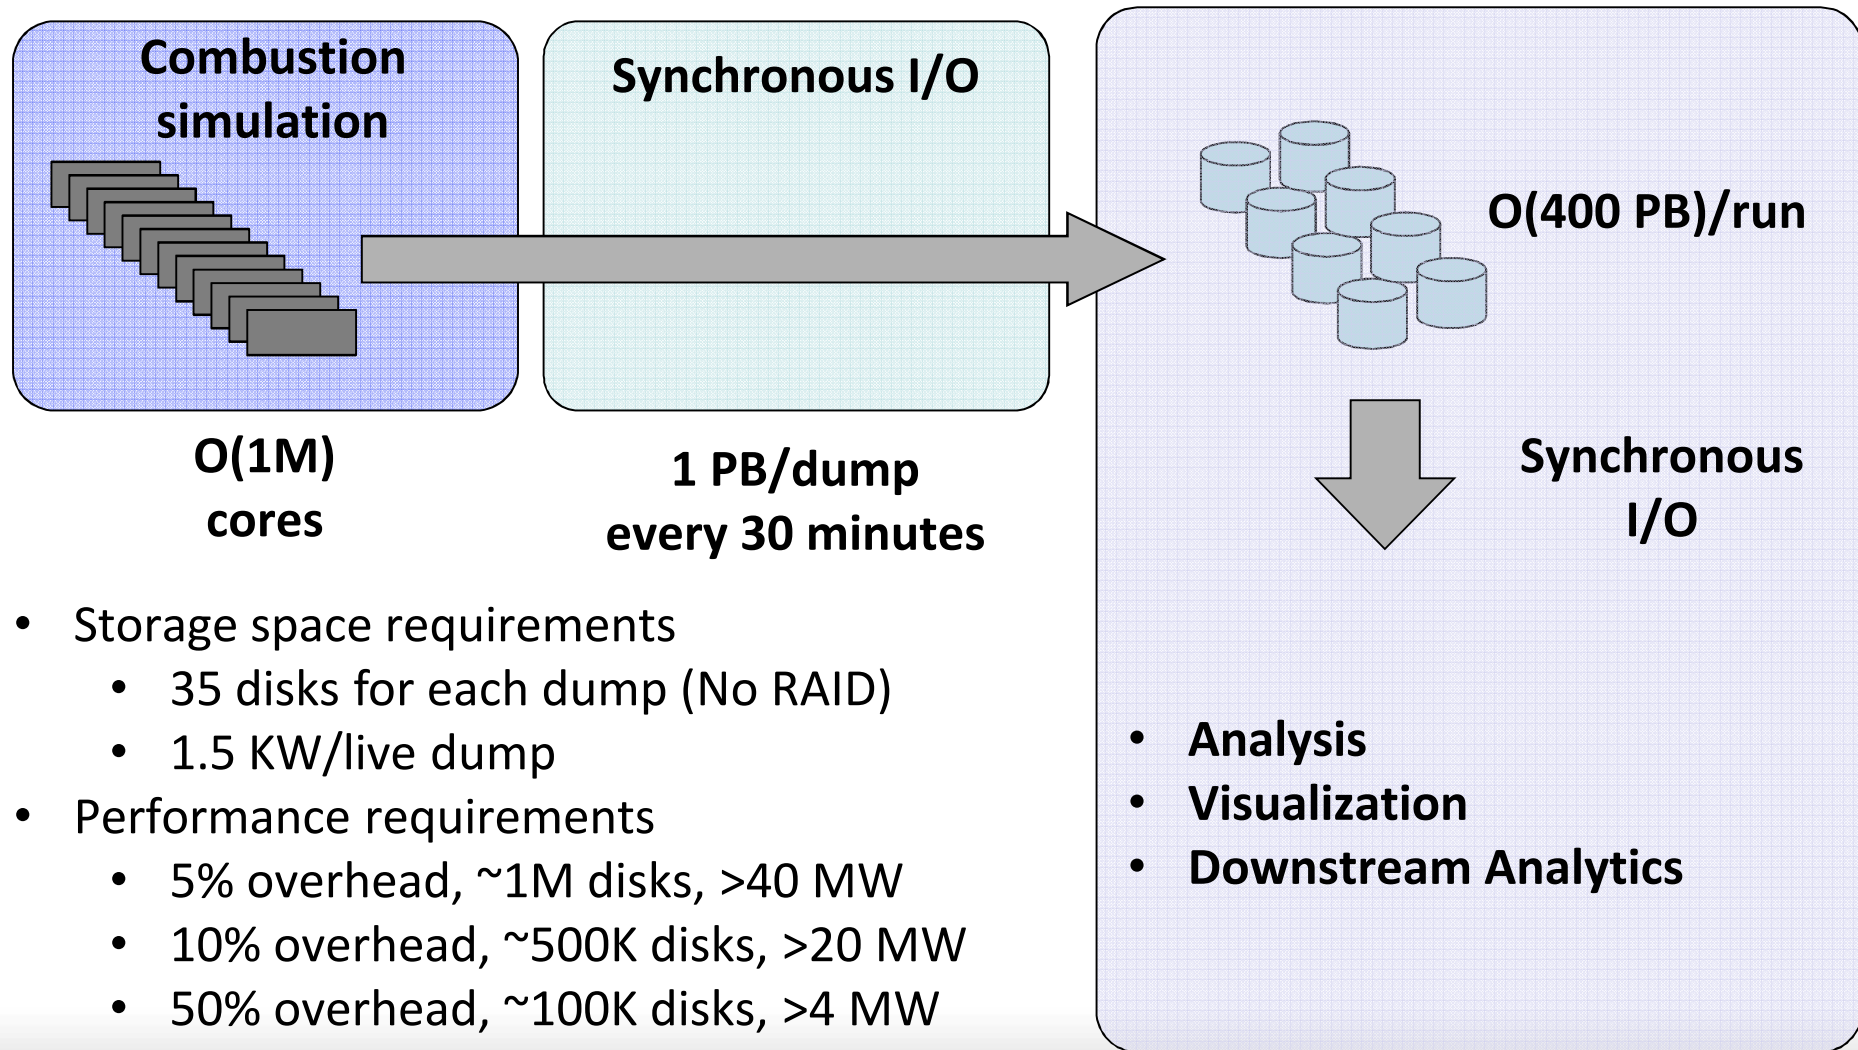 Combustion
simulation
Synchronous I/O
O(400 PB)/run
O(1M)
cores
1 PB/dump
every 30 minutes
Synchronous
I/O
• Storage space requirements
• 35 disks for each dump (No RAID)
• 1.5 KW/live dump
• Performance requirements
• 5% overhead, ~1M disks, >40 MW
• 10% overhead, ~500K disks, >20 MW
• 50% overhead, ~100K disks, >4 MW
• Analysis
• Visualization
• Downstream Analytics